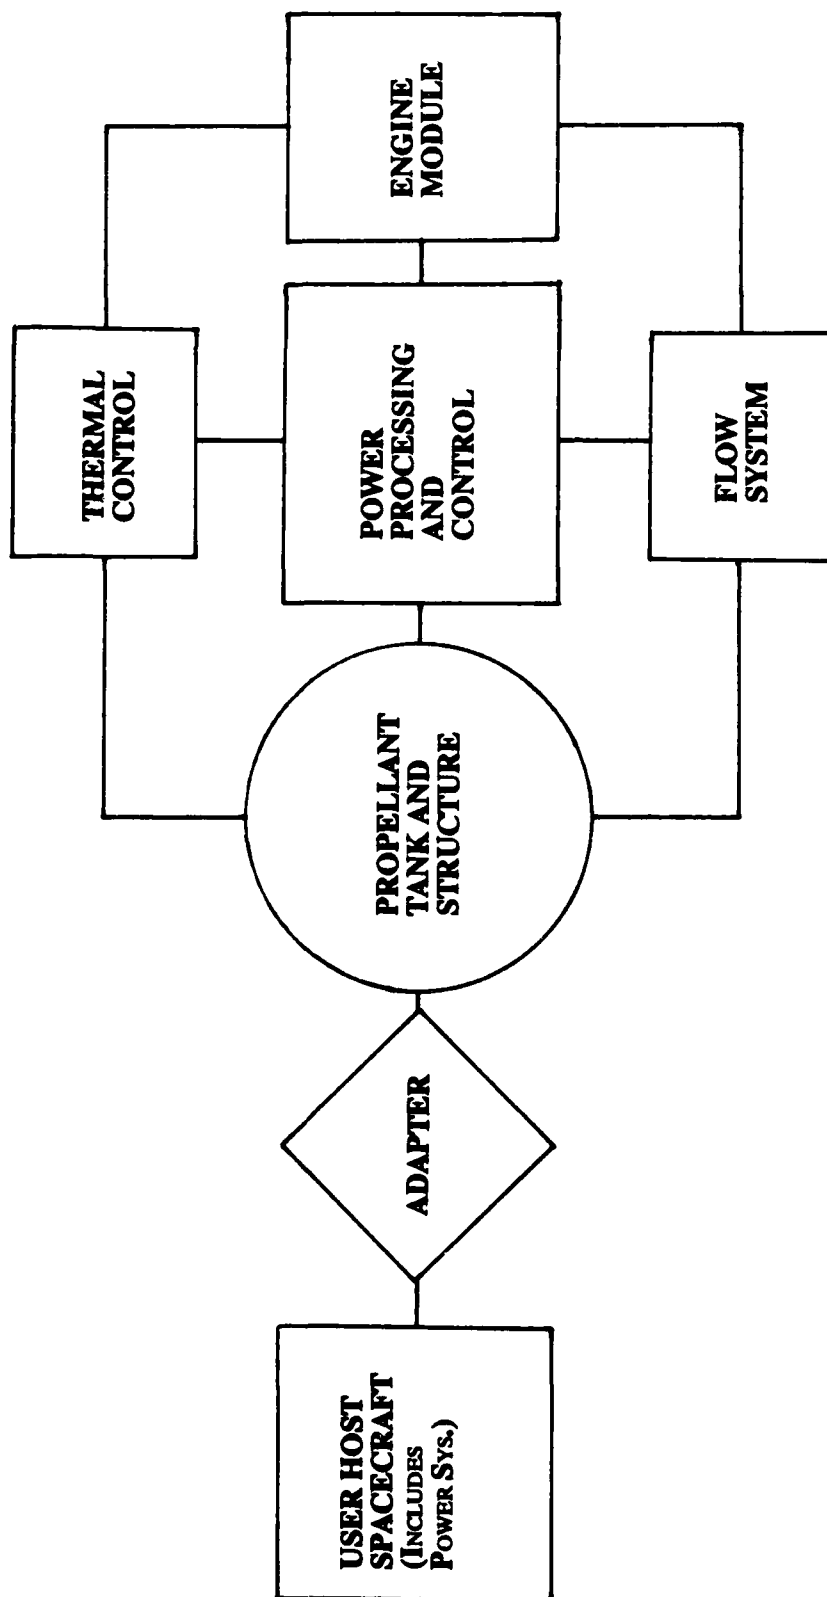 USER HOST
SPACECRAFT
(INCLUDES
POWER SYS.)
ADAPTER
PROPELLANT
TANK AND
STRUCTURE
THERMAL
CONTROL
POWER
PROCESSING
AND
CONTROL
FLOW
SYSTEM
ENGINE
MODULE